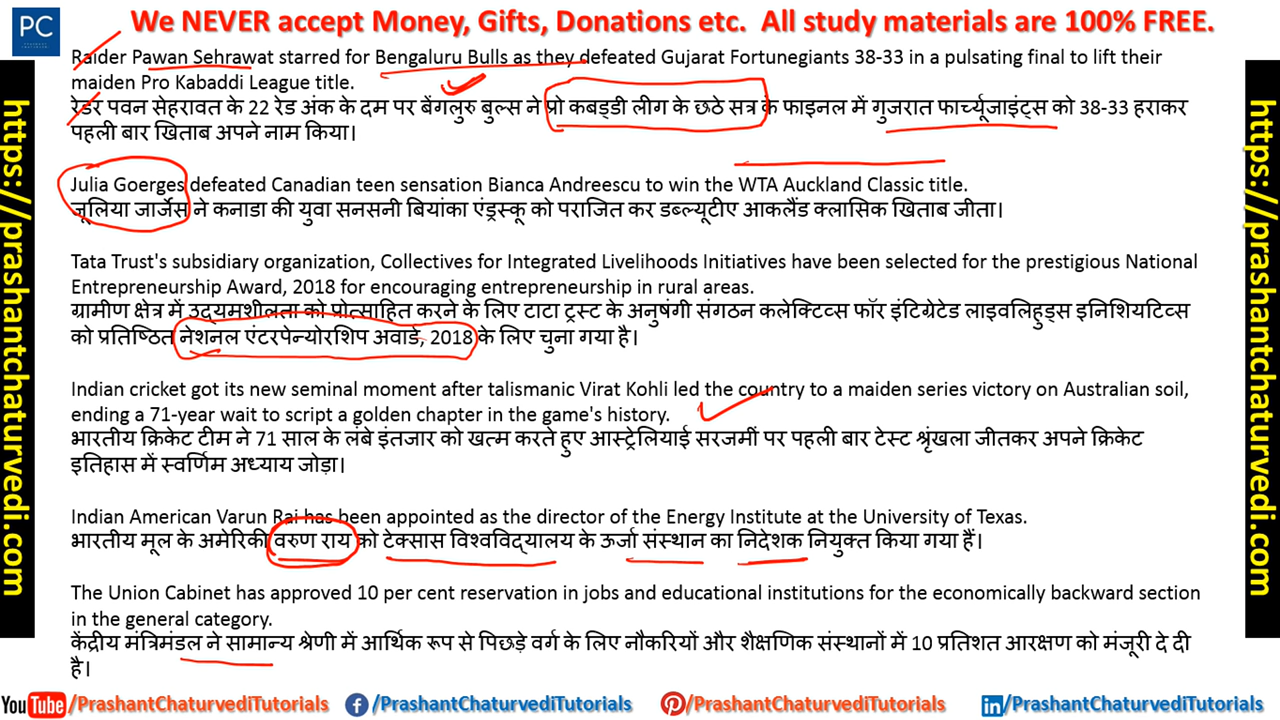 PC
We NEVER accept Money, Gifts, Donations etc. All study materials are 100% FREE.
Raider Pawan Sehrawat starred for Bengaluru Bulls as they defeated Gujarat Fortunegiants 38-33 in a pulsating final to lift their
maiden Pro Kabaddi League title.
रेडर पवन सेहरावत के 22 रेड अंक के दम पर बेंगलुरु बुल्स ने प्रो कबड्डी लीग के छठे सत्र के फाइनल में गुजरात फार्च्यूजाइंट्स को 38-33 हराकर
पहली बार खिताब अपने नाम किया।
Julia Goerges defeated Canadian teen sensation Bianca Andreescu to win the WTA Auckland Classic title.
जूलिया जार्जेस ने कनाडा की युवा सनसनी बियांका एंड्रस्कू को पराजित कर डब्ल्यूटीए आकलैंड क्लासिक खिताब जीता।
Tata Trust's subsidiary organization, Collectives for Integrated Livelihoods Initiatives have been selected for the prestigious National
Entrepreneurship Award, 2018 for encouraging entrepreneurship in rural areas.
ग्रामीण क्षेत्र में उद्यमशीलता को प्रोत्साहित करने के लिए टाटा ट्रस्ट के अनुषंगी संगठन कलेक्टिव्स फॉर इंटिग्रेटेड लाइवलिहुड्स इनिशियटिव्स
को प्रतिष्ठित नेशनल एंटरपेन्योरशिप अवार्ड, 2018 के लिए चुना गया है।
Indian cricket got its new seminal moment after talismanic Virat Kohli led the country to a maiden series victory on Australian soil,
ending a 71-year wait to script a golden chapter in the game's history.
भारतीय क्रिकेट टीम ने 71 साल के लंबे इंतजार को खत्म करते हुए आस्ट्रेलियाई सरजमीं पर पहली बार टेस्ट श्रृंखला जीतकर अपने क्रिकेट
इतिहास में स्वर्णिम अध्याय जोड़ा।
Indian American Varun Rai has been appointed as the director of the Energy Institute at the University of Texas.
भारतीय मूल के अमेरिकी वरुण राय को टेक्सास विश्वविद्यालय के ऊर्जा संस्थान का निदेशक नियुक्त किया गया हैं।
The Union Cabinet has approved 10 per cent reservation in jobs and educational institutions for the economically backward section
in the general category.
केंद्रीय मंत्रिमंडल ने सामान्य श्रेणी में आर्थिक रूप से पिछड़े वर्ग के लिए नौकरियों और शैक्षणिक संस्थानों में 10 प्रतिशत आरक्षण को मंजूरी दे दी
है।
https://prashantchaturvedi.com
https://prashantchaturvedi.com
YouTube /PrashantChaturvediTutorials /PrashantChaturvediTutorials /PrashantChaturvediTutorials /PrashantChaturvediTutorials